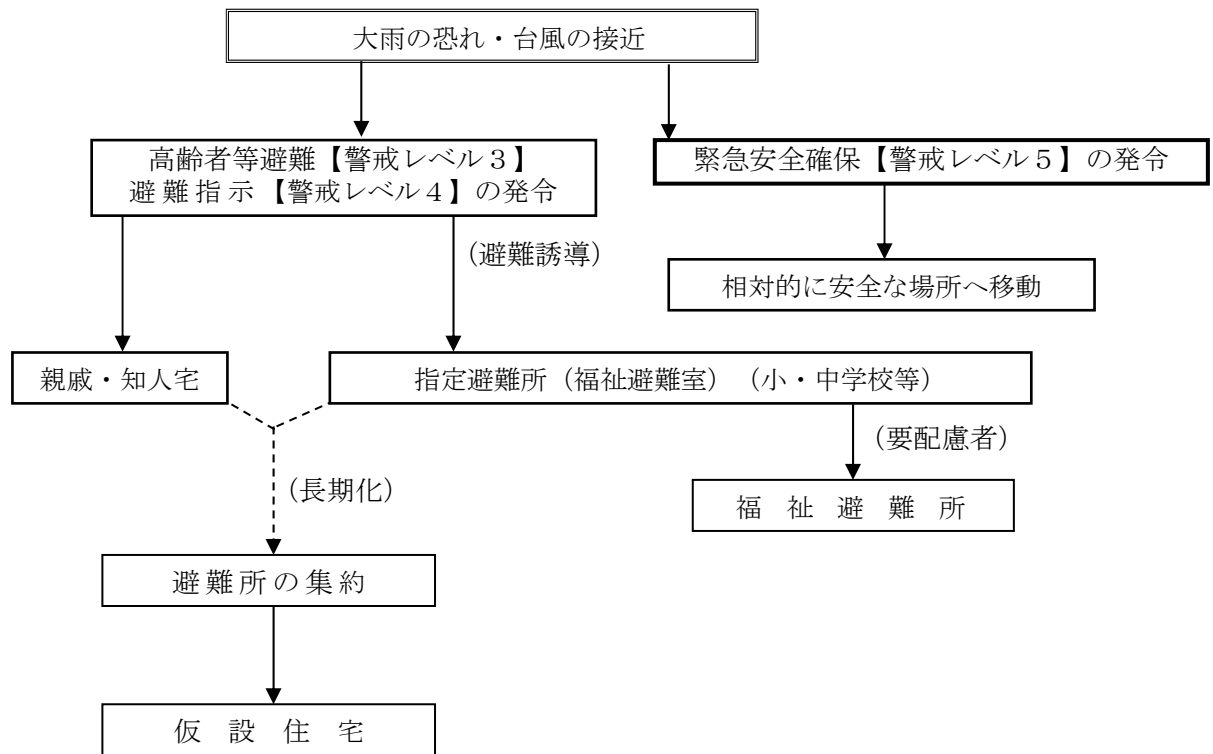 大雨の恐れ・台風の接近
高齢者等避難【警戒レベル３】
避難指示【警戒レベル４】の発令
緊急安全確保【警戒レベル５】の発令
（避難誘導）
相対的に安全な場所へ移動
親戚・知人宅
指定避難所（福祉避難室）（小・中学校等）
（要配慮者）
（長期化）
福祉避難所
避難所の集約
仮設住宅